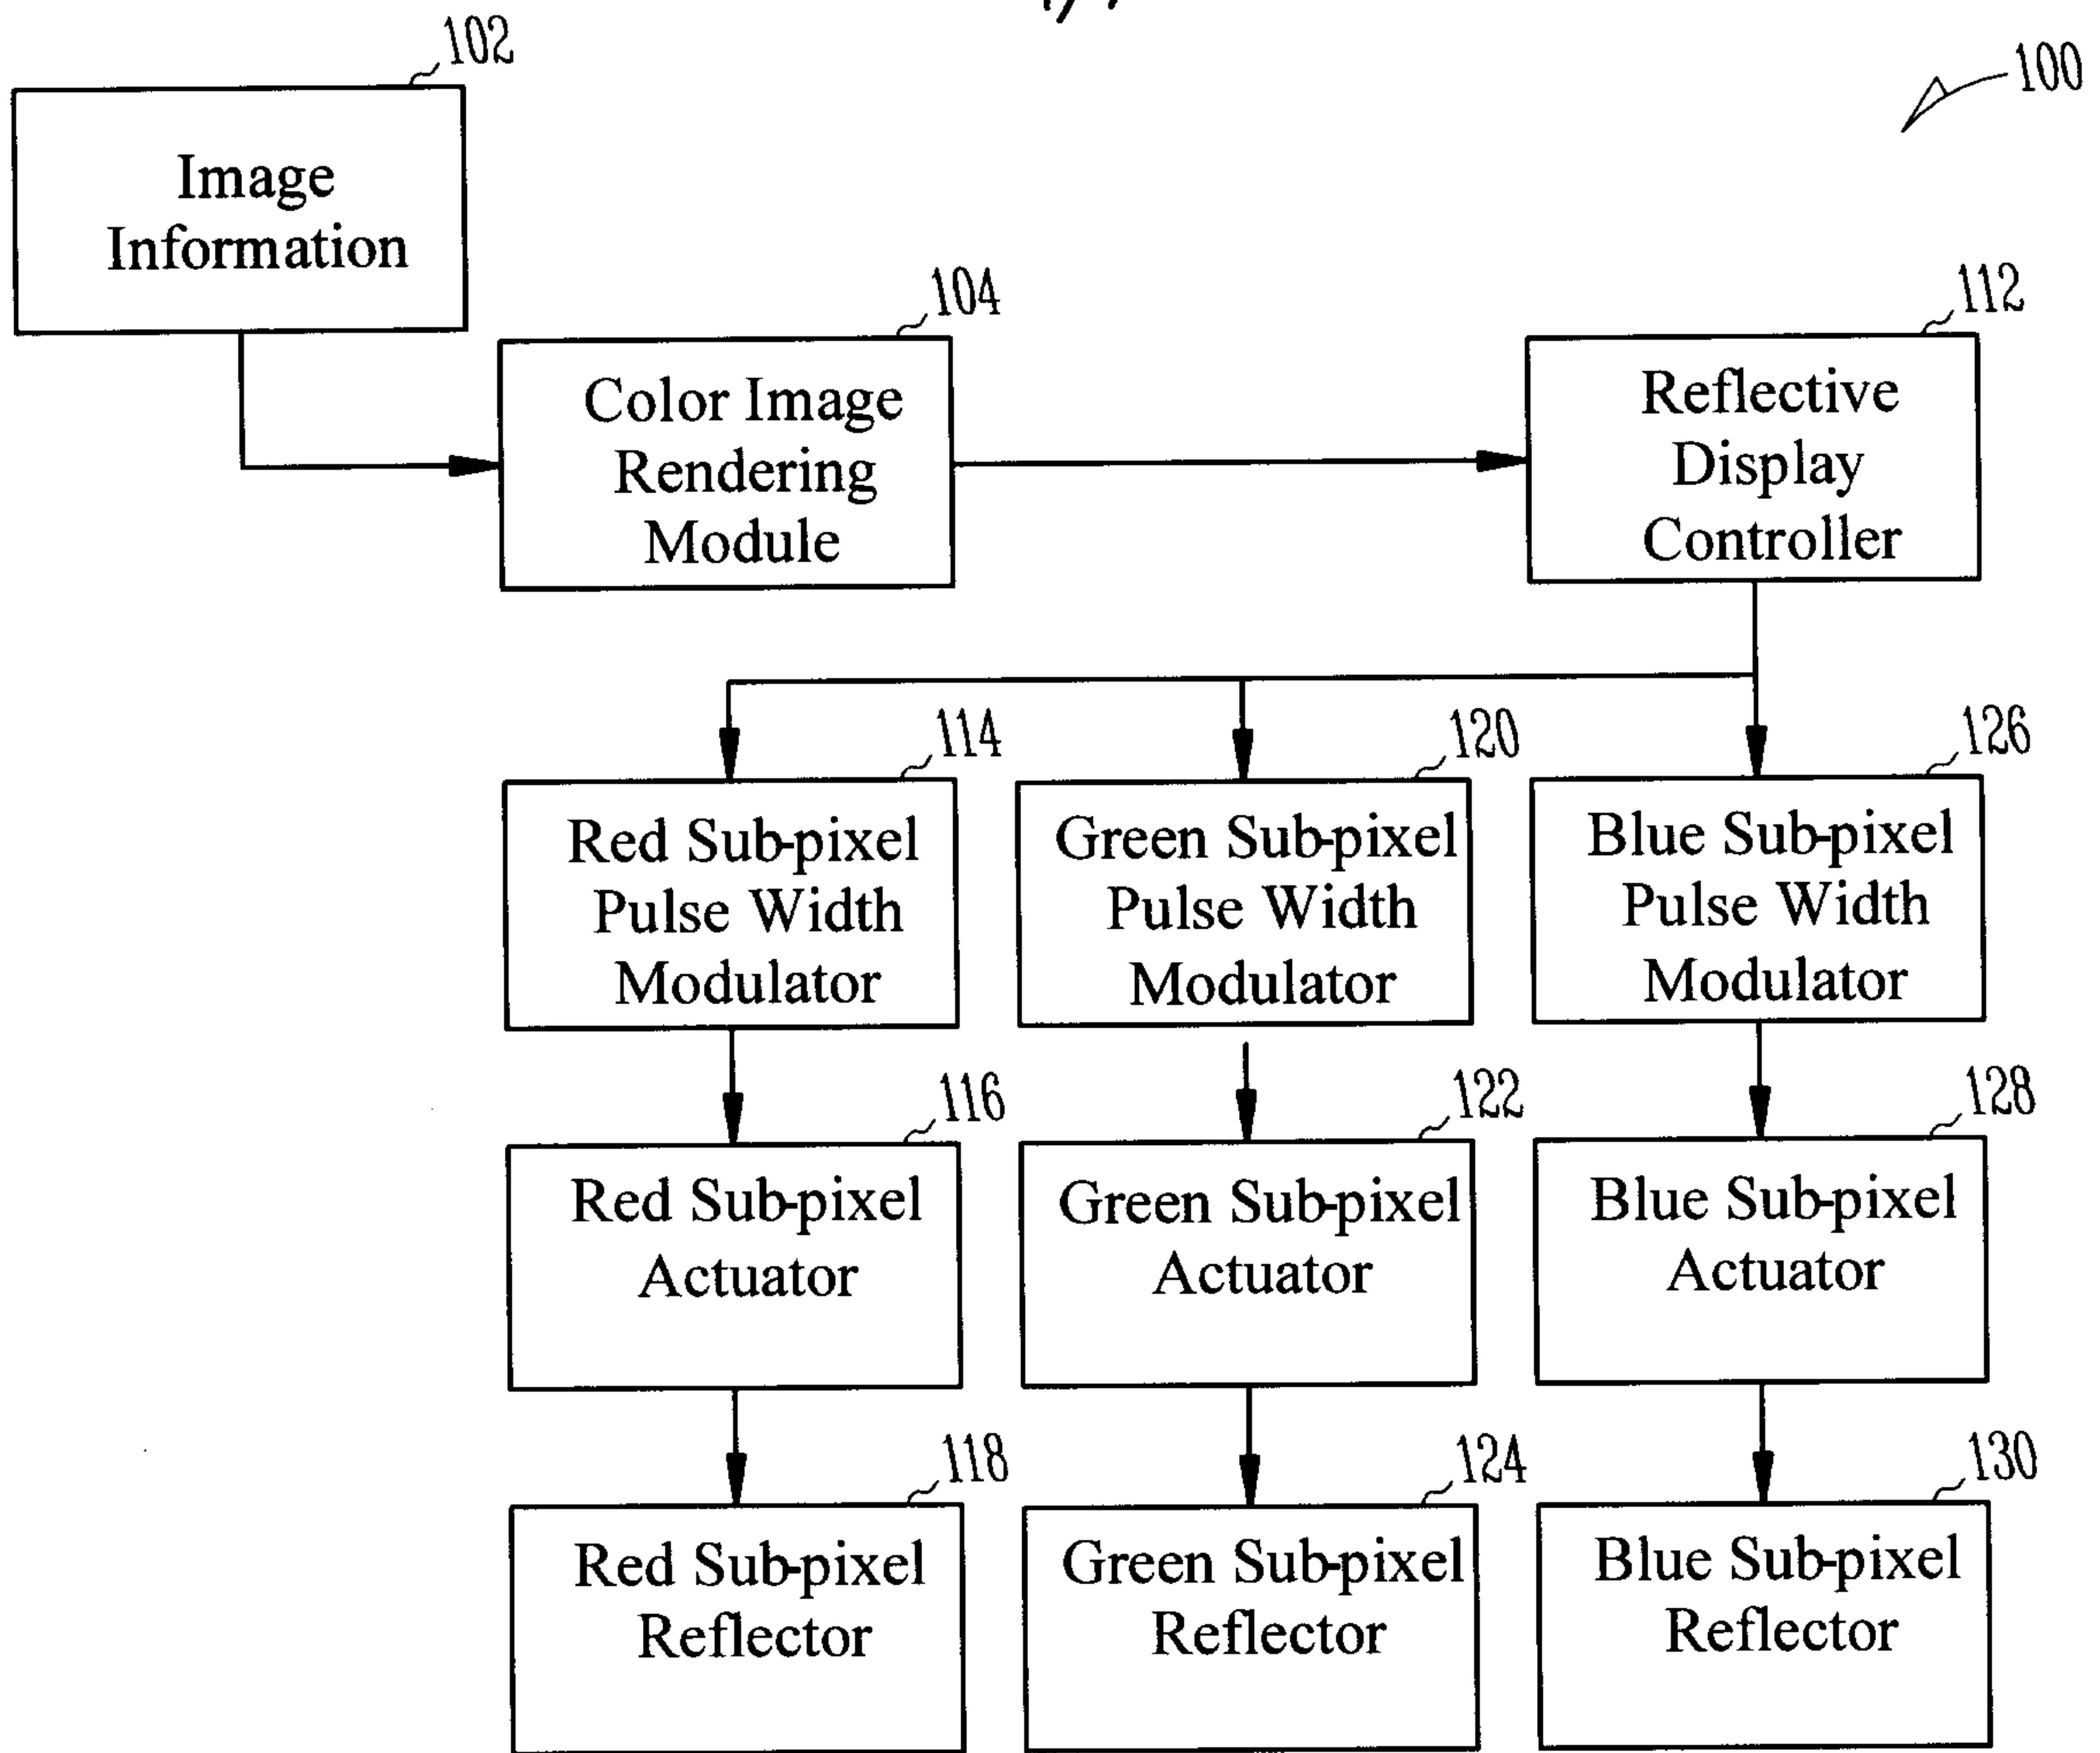 102
100
Image
Information
104
112
Color Image
Rendering
Module
Reflective
Display
Controller
114
120
126
Red Sub-pixel
Pulse Width
Modulator
Green Sub-pixel
Pulse Width
Modulator
Blue Sub-pixel
Pulse Width
Modulator
116
122
128
Red Sub-pixel
Actuator
Green Sub-pixel
Actuator
Blue Sub-pixel
Actuator
118
124
130
Red Sub-pixel
Reflector
Green Sub-pixel
Reflector
Blue Sub-pixel
Reflector